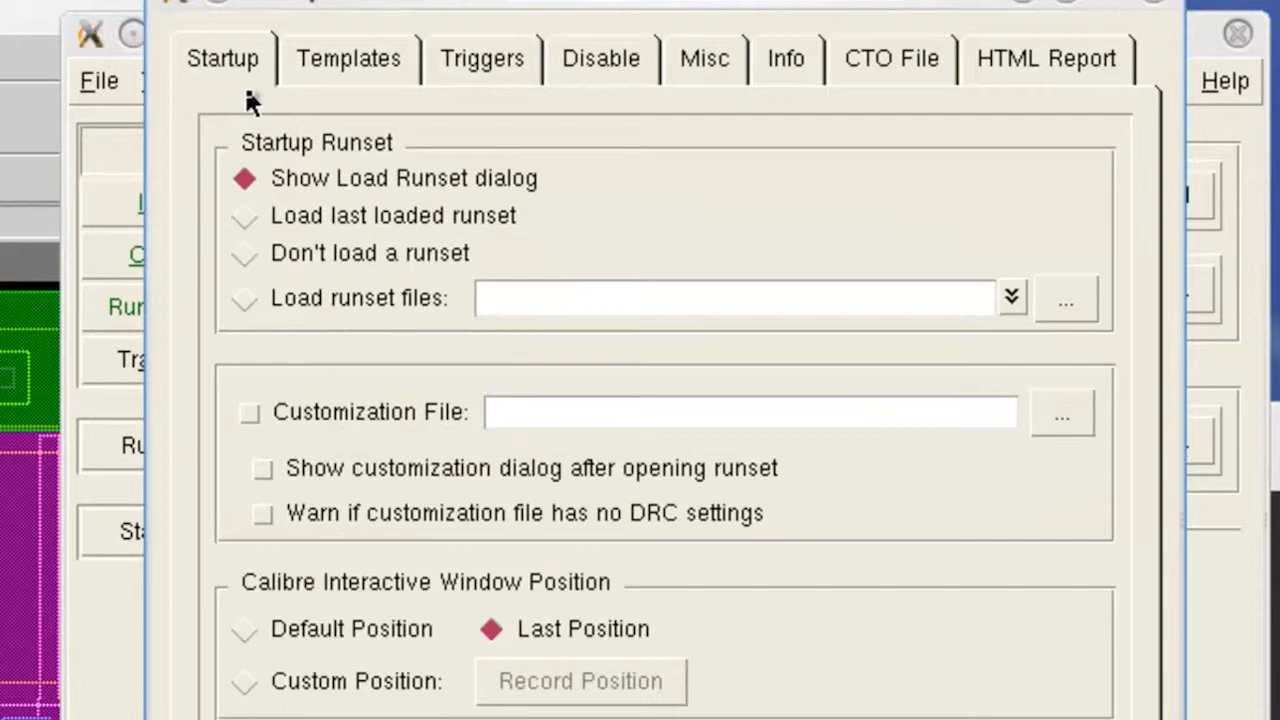 Startup Templates Triggers Disable Misc Info CTO File HTML Report
File
Help
Startup Runset
Show Load Runset dialog
Load last loaded runset
Don't load a runset
Load runset files: ...
Customization File: ...
Show customization dialog after opening runset
Warn if customization file has no DRC settings
Calibre Interactive Window Position
Default Position Last Position
Custom Position: Record Position